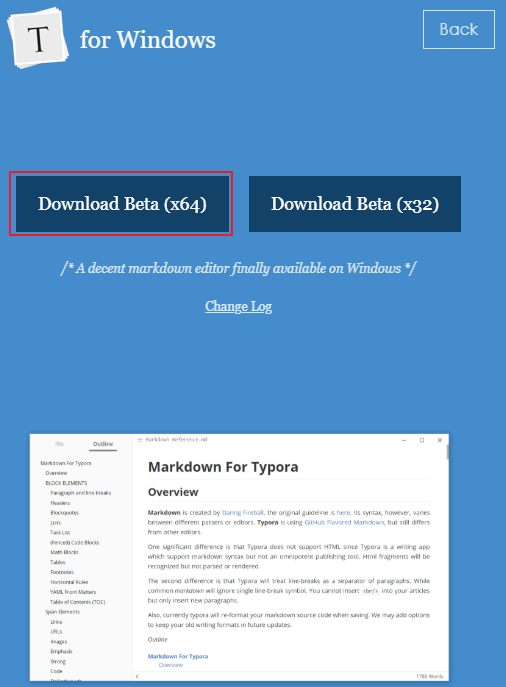 T
for Windows
Back
Download Beta (x64)
Download Beta (x32)
/* A decent markdown editor finally available on Windows */
Change Log
File
Outline
Markdown Reference.md
Markdown For Typora
Overview
BLOCK ELEMENTS
Paragraph and line breaks
Headers
Blockquotes
Lists
Task List
(Fenced) Code Blocks
Math Blocks
Tables
Footnotes
Horizontal Rules
YAML Front Matters
Table of Contents (TOC)
Span Elements
Links
URLs
Images
Emphasis
Strong
Code
Markdown For Typora
Overview
Markdown is created by Daring Fireball, the original guideline is here. Its syntax, however, varies
between different parsers or editors. Typora is using GitHub Flavored Markdown, but still differs
from other editors.
One significant difference is that Typora does not support HTML since Typora is a writing app
which support markdown syntax but not an omnipotent publishing tool. Html fragments will be
recognized but not parsed or rendered.
The second difference is that Typora will treat line-breaks as a separator of paragraphs. While
common markdown will ignore single line-break symbol. You cannot insert <br/> into your articles
but only insert new paragraphs.
Also, currently typora will re-format your markdown source code when saving. We may add options
to keep your old writing formats in future updates.
Outline
Markdown For Typora
Overview
1786 Words